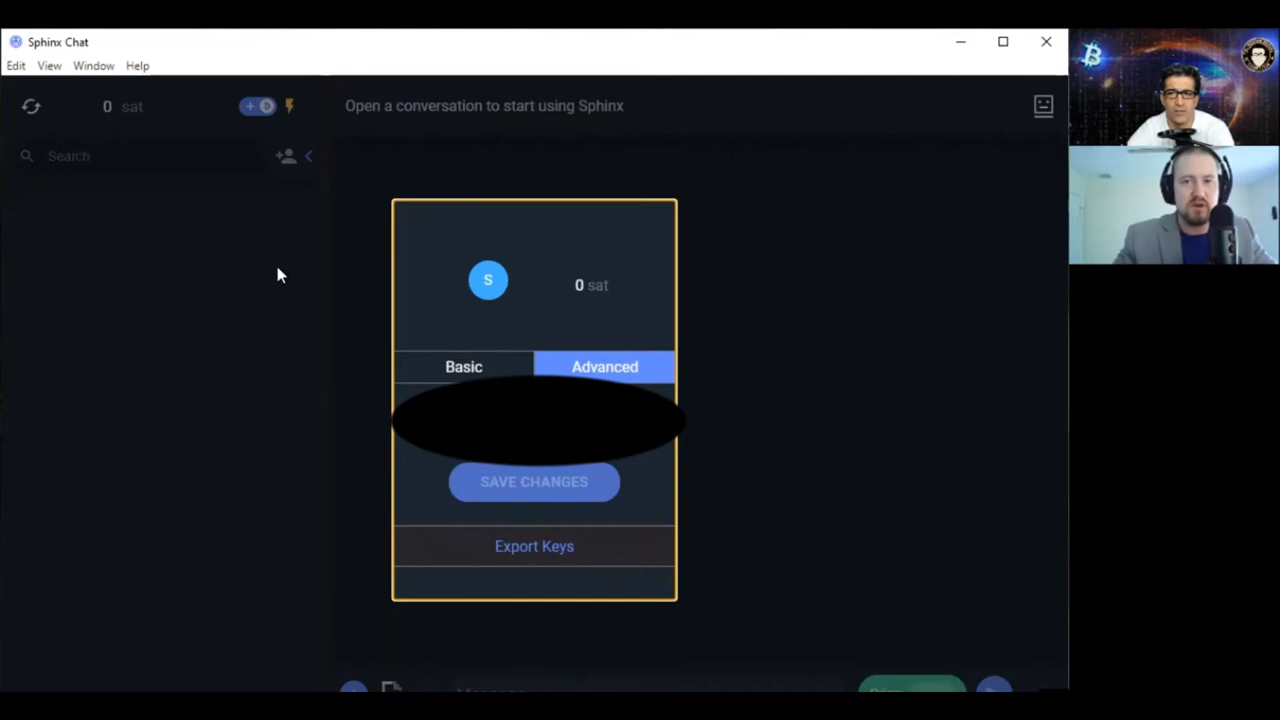 Sphinx Chat
Edit View Window Help
0 sat +
Open a conversation to start using Sphinx
Search
S
0 sat
Basic
Advanced
SAVE CHANGES
Export Keys